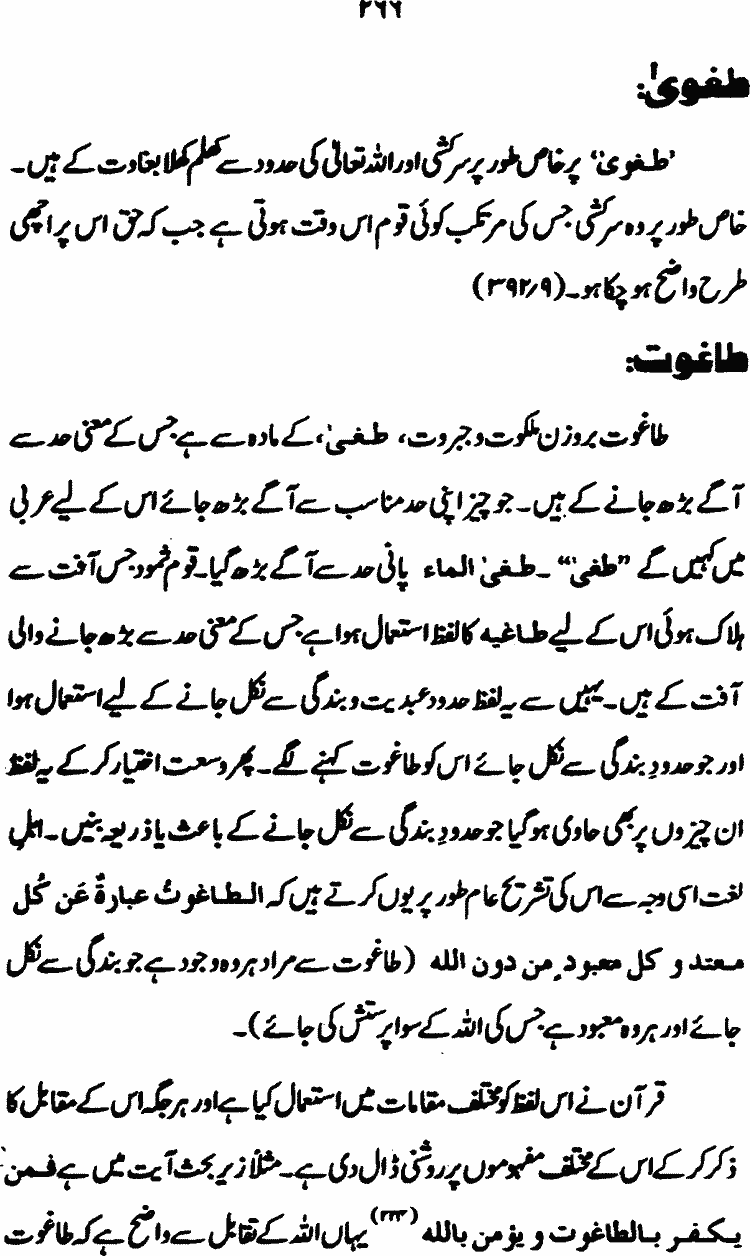 ۲۶۶
طغویٰ:
’طغویٰ‘ پر خاص طور پر سرکشی اور اللہ تعالیٰ کی حدود سے کھلم کھلا بغاوت کے ہیں۔
خاص طور پر وہ سرکشی جس کی مرتکب کوئی قوم اس وقت ہوتی ہے جب کہ حق اس پر اچھی
طرح واضح ہو چکا ہو۔ (۳۹۲/۹)
طاغوت:
طاغوت بروزن ملکوت و جبروت، طغیٰ، کے مادہ سے ہے جس کے معنی حد سے
آگے بڑھ جانے کے ہیں۔ جو چیز اپنی حد مناسب سے آگے بڑھ جائے اس کے لیے عربی
میں کہیں گے ”طغیٰ“ ۔ طغیٰ الماء پانی حد سے آگے بڑھ گیا۔ قوم ثمود جس آفت سے
ہلاک ہوئی اس کے لیے طاغیه کا لفظ استعمال ہوا ہے جس کے معنی حد سے بڑھ جانے والی
آفت کے ہیں۔ یہیں سے یہ لفظ حدود عبدیت و بندگی سے نکل جانے کے لیے استعمال ہوا
اور جو حدودِ بندگی سے نکل جائے اس کو طاغوت کہنے لگے۔ پھر وسعت اختیار کر کے یہ لفظ
ان چیزوں پر بھی حاوی ہو گیا جو حدودِ بندگی سے نکل جانے کے باعث یا ذریعہ بنیں۔ اہلِ
لغت اسی وجہ سے اس کی تشریح عام طور پر یوں کرتے ہیں کہ الطاغوتُ عبارةٌ عَن كُل
معتد و كل معبود من دون الله (طاغوت سے مراد ہر وہ وجود ہے جو بندگی سے نکل
جائے اور ہر وہ معبود ہے جس کی اللہ کے سوا پرستش کی جائے)۔
قرآن نے اس لفظ کو مختلف مقامات میں استعمال کیا ہے اور ہر جگہ اس کے مقابل کا
ذکر کر کے اس کے مختلف مفہوموں پر روشنی ڈال دی ہے۔ مثلاً زیر بحث آیت میں ہے فمن
یکفر بالطاغوت و یؤمن بالله (۲۳۳) یہاں اللہ کے تقابل سے واضح ہے کہ طاغوت